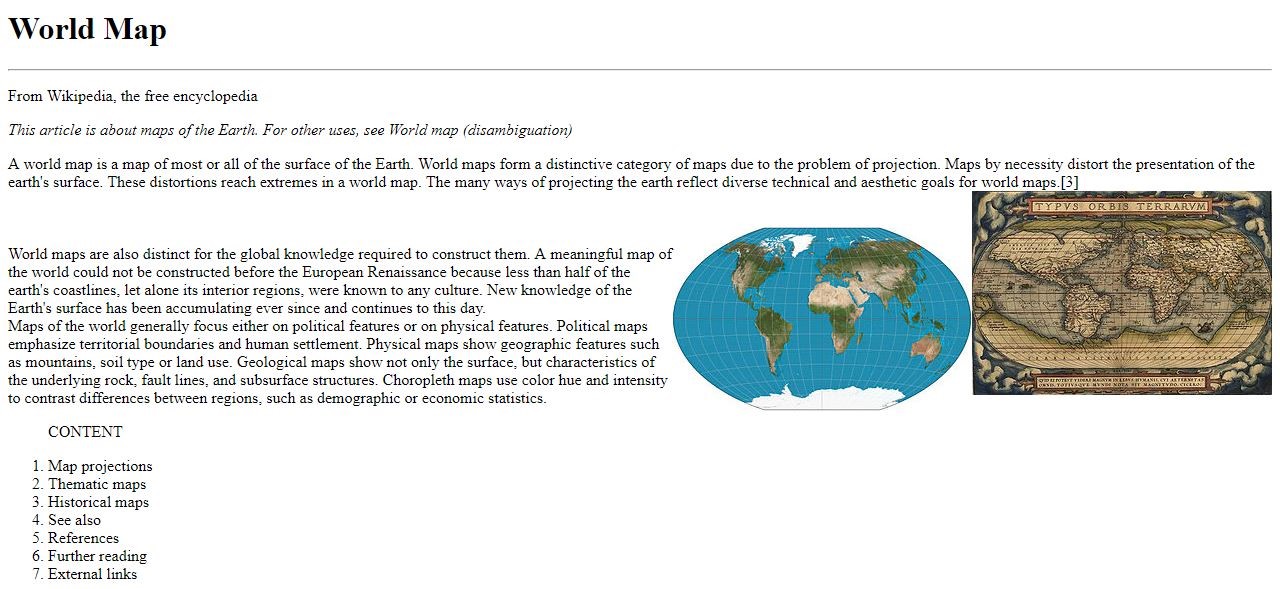 World Map
From Wikipedia, the free encyclopedia
This article is about maps of the Earth. For other uses, see World map (disambiguation)
A world map is a map of most or all of the surface of the Earth. World maps form a distinctive category of maps due to the problem of projection. Maps by necessity distort the presentation of the
earth's surface. These distortions reach extremes in a world map. The many ways of projecting the earth reflect diverse technical and aesthetic goals for world maps.[3]
TYPVS ORBIS TERRARVM
World maps are also distinct for the global knowledge required to construct them. A meaningful map of
the world could not be constructed before the European Renaissance because less than half of the
earth's coastlines, let alone its interior regions, were known to any culture. New knowledge of the
Earth's surface has been accumulating ever since and continues to this day.
Maps of the world generally focus either on political features or on physical features. Political maps
emphasize territorial boundaries and human settlement. Physical maps show geographic features such
as mountains, soil type or land use. Geological maps show not only the surface, but characteristics of
the underlying rock, fault lines, and subsurface structures. Choropleth maps use color hue and intensity
to contrast differences between regions, such as demographic or economic statistics.
CONTENT
1. Map projections
2. Thematic maps
3. Historical maps
4. See also
5. References
6. Further reading
7. External links